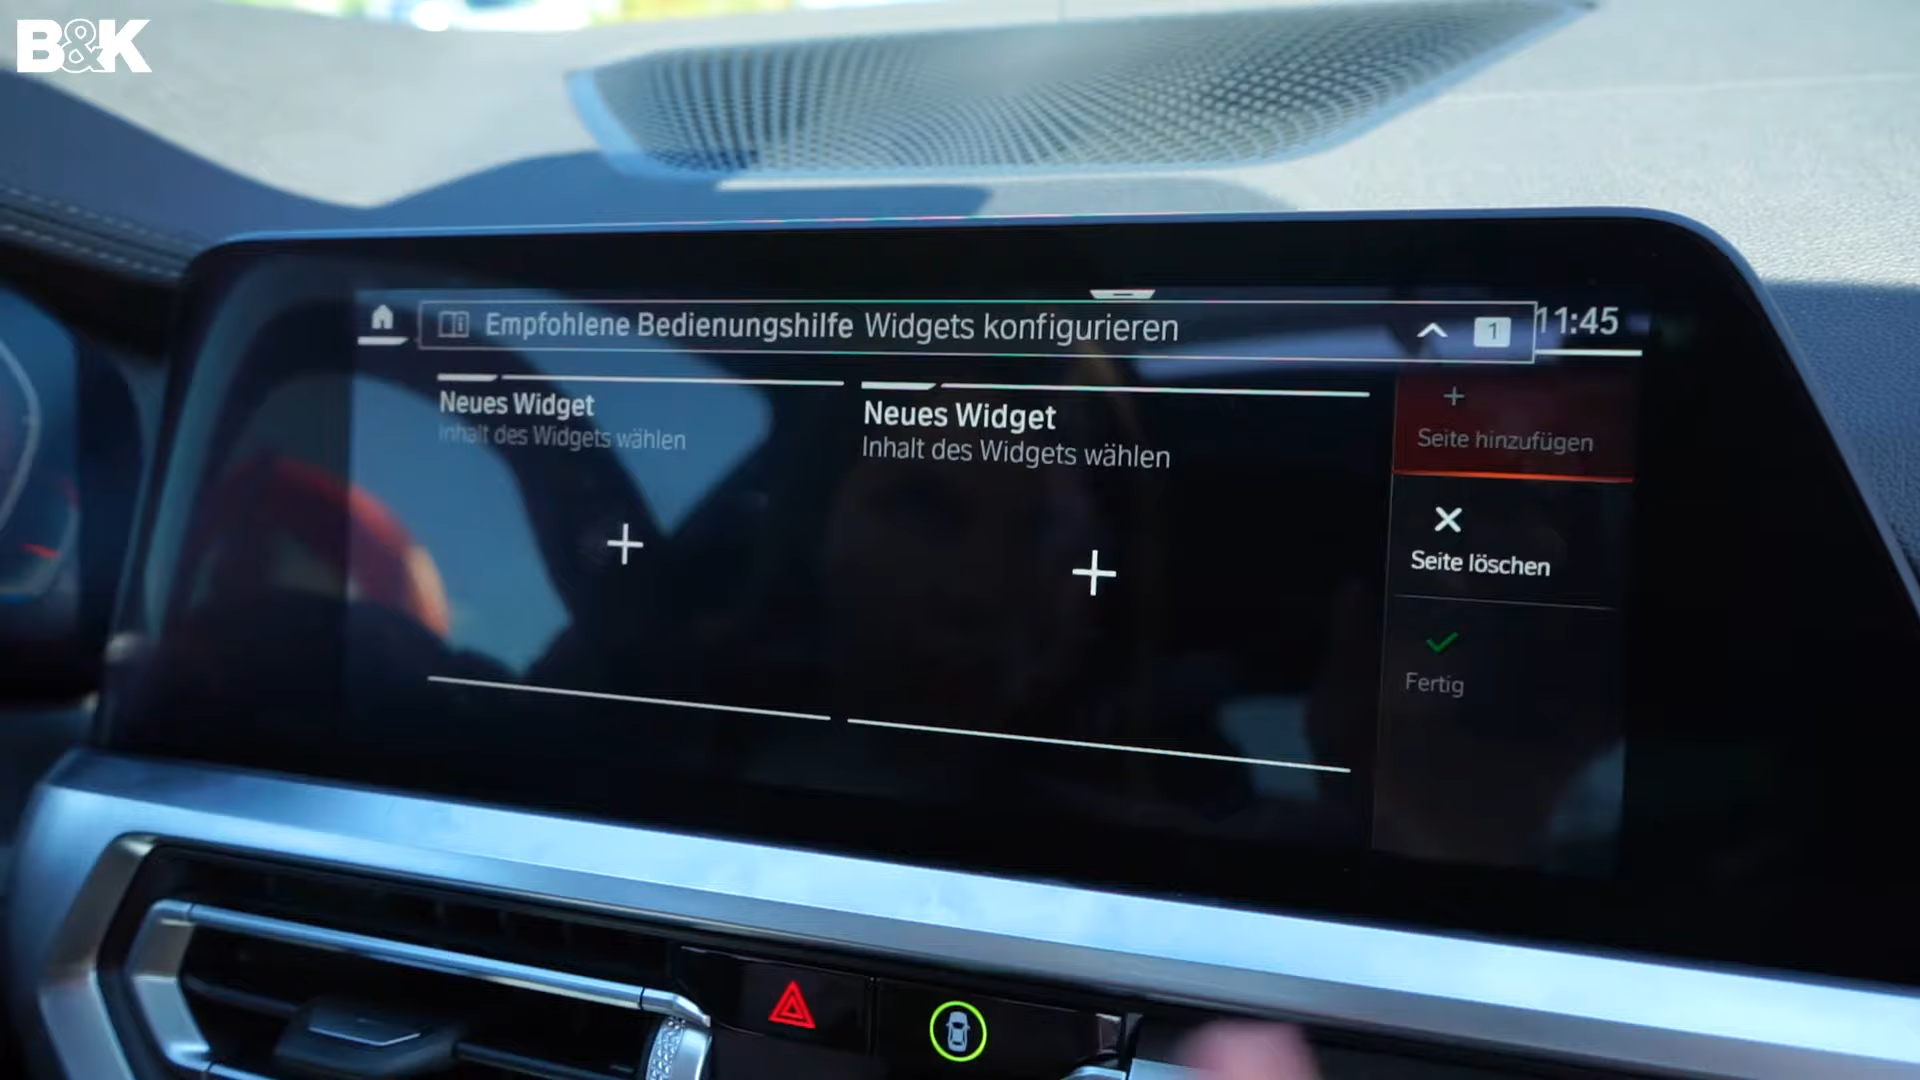 B&K
Empfohlene Bedienungshilfe Widgets konfigurieren
1
11:45
Neues Widget
Inhalt des Widgets wählen
Neues Widget
Inhalt des Widgets wählen
Seite hinzufügen
Seite löschen
Fertig